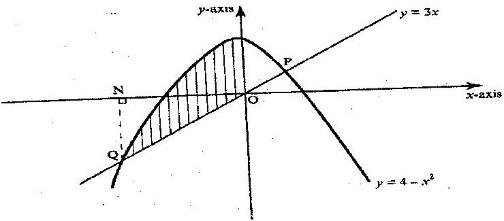 y-axis
y = 3x
P
N
O
x-axis
Q
y = 4 – x²